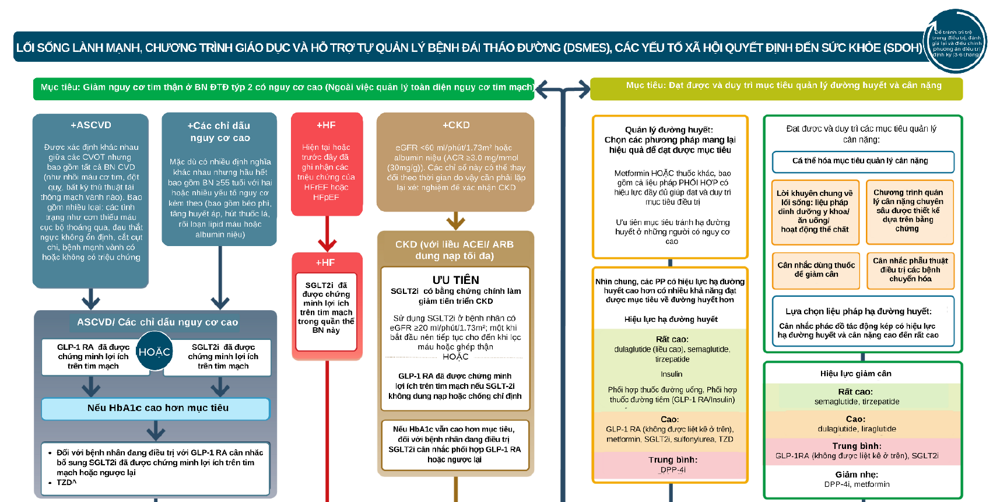 LỐI SỐNG LÀNH MẠNH, CHƯƠNG TRÌNH GIÁO DỤC VÀ HỖ TRỢ TỰ QUẢN LÝ BỆNH ĐÁI THÁO ĐƯỜNG (DSMES), CÁC YẾU TỐ XÃ HỘI QUYẾT ĐỊNH ĐẾN SỨC KHỎE (SDOH)
Để tránh trì trệ
trong điều trị, đánh
giá lại và điều chỉnh
phương án điều trị
định kỳ (3-6 tháng)
Mục tiêu: Giảm nguy cơ tim thận ở BN ĐTĐ týp 2 có nguy cơ cao (Ngoài việc quản lý toàn diện nguy cơ tim mạch)
Mục tiêu: Đạt được và duy trì mục tiêu quản lý đường huyết và cân nặng
+ASCVD
Được xác định khác nhau
giữa các CVOT nhưng
bao gồm tất cả BN CVD
(như nhồi máu cơ tim, đột
quỵ, bất kỳ thủ thuật tái
thông mạch vành nào). Bao
gồm nhiều loại: các tình
trạng như cơn thiếu máu
cục bộ thoáng qua, đau thắt
ngực không ổn định, cắt cụt
chi, bệnh mạnh vành có
hoặc không có triệu chứng
+Các chỉ dấu
nguy cơ cao
Mặc dù có nhiều định nghĩa
khác nhau nhưng hầu hết
bao gồm BN ≥55 tuổi với hai
hoặc nhiều yếu tố nguy cơ
kèm theo (bao gồm béo phì,
tăng huyết áp, hút thuốc lá,
rối loạn lipid máu hoặc
albumin niệu)
+HF
Hiện tại hoặc
trước đây đã
ghi nhận các
triệu chứng của
HFrEF hoặc
HFpEF
+CKD
eGFR <60 ml/phút/1.73m² hoặc
albumin niệu (ACR ≥3.0 mg/mmol
(30mg/g)). Các chỉ số này có thể thay
đổi theo thời gian do vậy cần phải lặp
lại xét nghiệm để xác nhận CKD
ASCVD/ Các chỉ dấu nguy cơ cao
GLP-1 RA đã được
chứng minh lợi ích
trên tim mạch
HOẶC
SGLT2i đã được
chứng minh lợi ích
trên tim mạch
Nếu HbA1c cao hơn mục tiêu
• Đối với bệnh nhân đang điều trị với GLP-1 RA cân nhắc
bổ sung SGLT2i đã được chứng minh lợi ích trên tim
mạch hoặc ngược lại
• TZD^
+HF
SGLT2i đã
được chứng
minh lợi ích
trên tim mạch
trong quần thể
BN này
CKD (với liều ACEI/ ARB
dung nạp tối đa)
ƯU TIÊN
SGLT2i có bằng chứng chính làm
giảm tiến triển CKD
Sử dụng SGLT2i ở bệnh nhân có
eGFR ≥20 ml/phút/1.73m²; một khi
bắt đầu nên tiếp tục cho đến khi lọc
máu hoặc ghép thận
HOẶC
GLP-1 RA đã được chứng minh
lợi ích trên tim mạch nếu SGLT-2i
không dung nạp hoặc chống chỉ định
Nếu HbA1c vẫn cao hơn mục tiêu,
đối với bệnh nhân đang điều trị
SGLT2i cân nhắc phối hợp GLP-1 RA
hoặc ngược lại
Quản lý đường huyết:
Chọn các phương pháp mang lại
hiệu quả để đạt được mục tiêu
Metformin HOẶC thuốc khác, bao
gồm cả liệu pháp PHỐI HỢP có
hiệu lực đầy đủ giúp đạt và duy trì
mục tiêu điều trị
Ưu tiên mục tiêu tránh hạ đường
huyết ở những người có nguy cơ
cao
Nhìn chung, các PP có hiệu lực hạ đường
huyết cao hơn có nhiều khả năng đạt
được mục tiêu về đường huyết hơn
Hiệu lực hạ đường huyết
Rất cao:
dulaglutide (liều cao), semaglutide,
tirzepatide
Insulin
Phối hợp thuốc đường uống, Phối hợp
thuốc đường tiêm (GLP-1 RA/Insulin)
Cao:
GLP-1 RA (không được liệt kê ở trên),
metformin, SGLT2i, sulfonylurea, TZD
Trung bình:
DPP-4i
Đạt được và duy trì các mục tiêu quản lý
cân nặng:
Cá thể hóa mục tiêu quản lý cân nặng
Lời khuyên chung về
lối sống: liệu pháp
dinh dưỡng y khoa/
ăn uống/
hoạt động thể chất
Chương trình quản
lý cân nặng chuyên
sâu được thiết kế
dựa trên bằng
chứng
Cân nhắc dùng thuốc
để giảm cân
Cân nhắc phẫu thuật
điều trị các bệnh
chuyển hóa
Lựa chọn liệu pháp hạ đường huyết:
Cân nhắc phác đồ tác động kép có hiệu lực
hạ đường huyết và cân nặng cao đến rất cao
Hiệu lực giảm cân
Rất cao:
semaglutide, tirzepatide
Cao:
dulaglutide, liraglutide
Trung bình:
GLP-1RA (không được liệt kê ở trên), SGLT2i
Giảm nhẹ:
DPP-4i, metformin